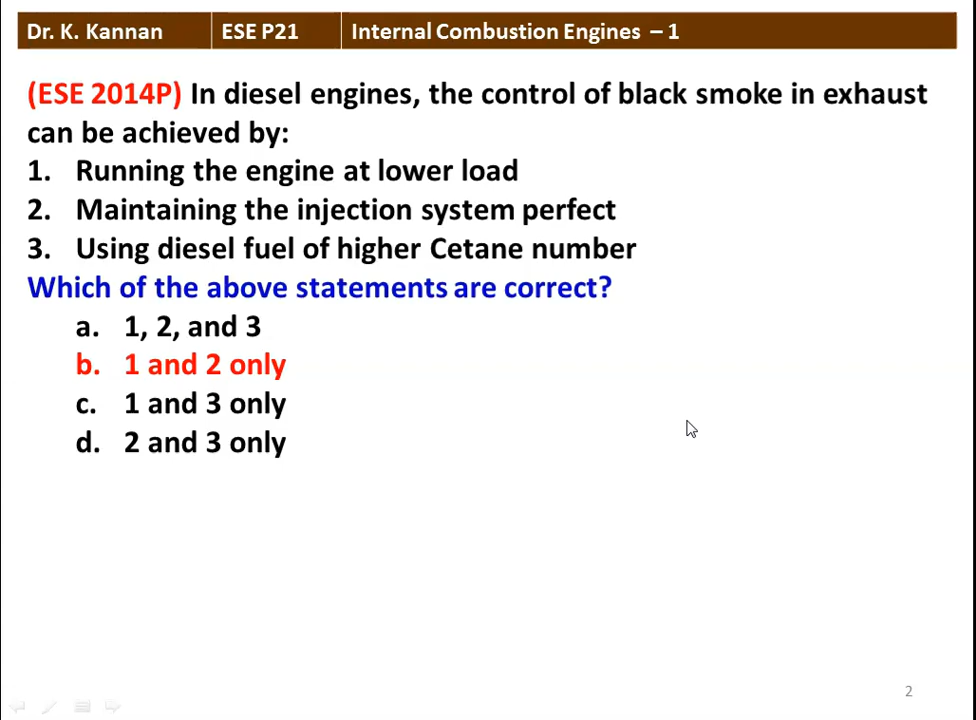 Dr. K. Kannan ESE P21 Internal Combustion Engines – 1
(ESE 2014P) In diesel engines, the control of black smoke in exhaust
can be achieved by:
1. Running the engine at lower load
2. Maintaining the injection system perfect
3. Using diesel fuel of higher Cetane number
Which of the above statements are correct?
a. 1, 2, and 3
b. 1 and 2 only
c. 1 and 3 only
d. 2 and 3 only
2